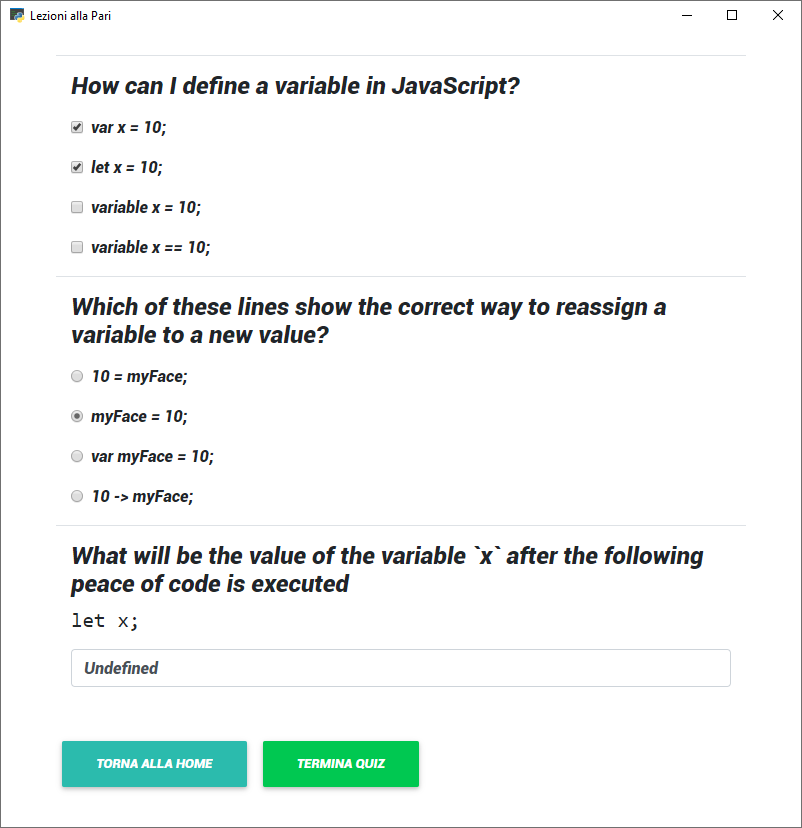 Lezioni alla Pari
How can I define a variable in JavaScript?
var x = 10;
let x = 10;
variable x = 10;
variable x == 10;
Which of these lines show the correct way to reassign a
variable to a new value?
10 = myFace;
myFace = 10;
var myFace = 10;
10 -> myFace;
What will be the value of the variable `x` after the following
peace of code is executed
let x;
Undefined
TORNA ALLA HOME
TERMINA QUIZ